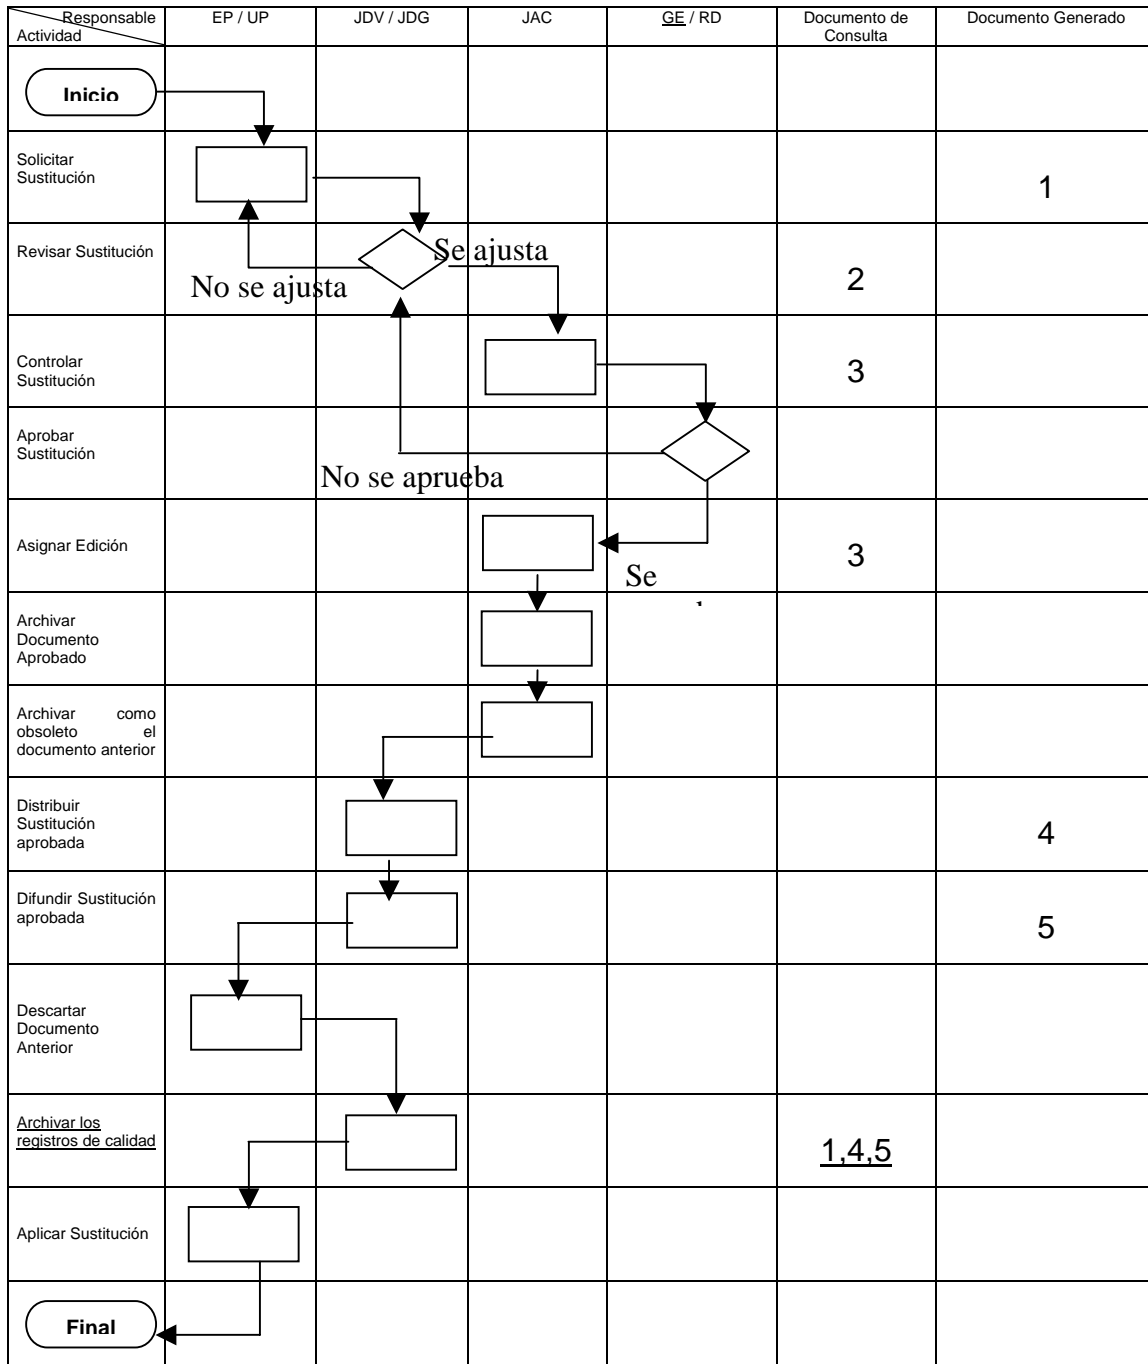 Responsable
Actividad
EP / UP
JDV / JDG
JAC
GE / RD
Documento de
Consulta
Documento Generado
Inicio
Solicitar
Sustitución
1
Revisar Sustitución
Se ajusta
No se ajusta
2
Controlar
Sustitución
3
Aprobar
Sustitución
No se aprueba
Asignar Edición
3
Se
Archivar
Documento
Aprobado
Archivar como
obsoleto el
documento anterior
Distribuir
Sustitución
aprobada
4
Difundir Sustitución
aprobada
5
Descartar
Documento
Anterior
Archivar los
registros de calidad
1,4,5
Aplicar Sustitución
Final